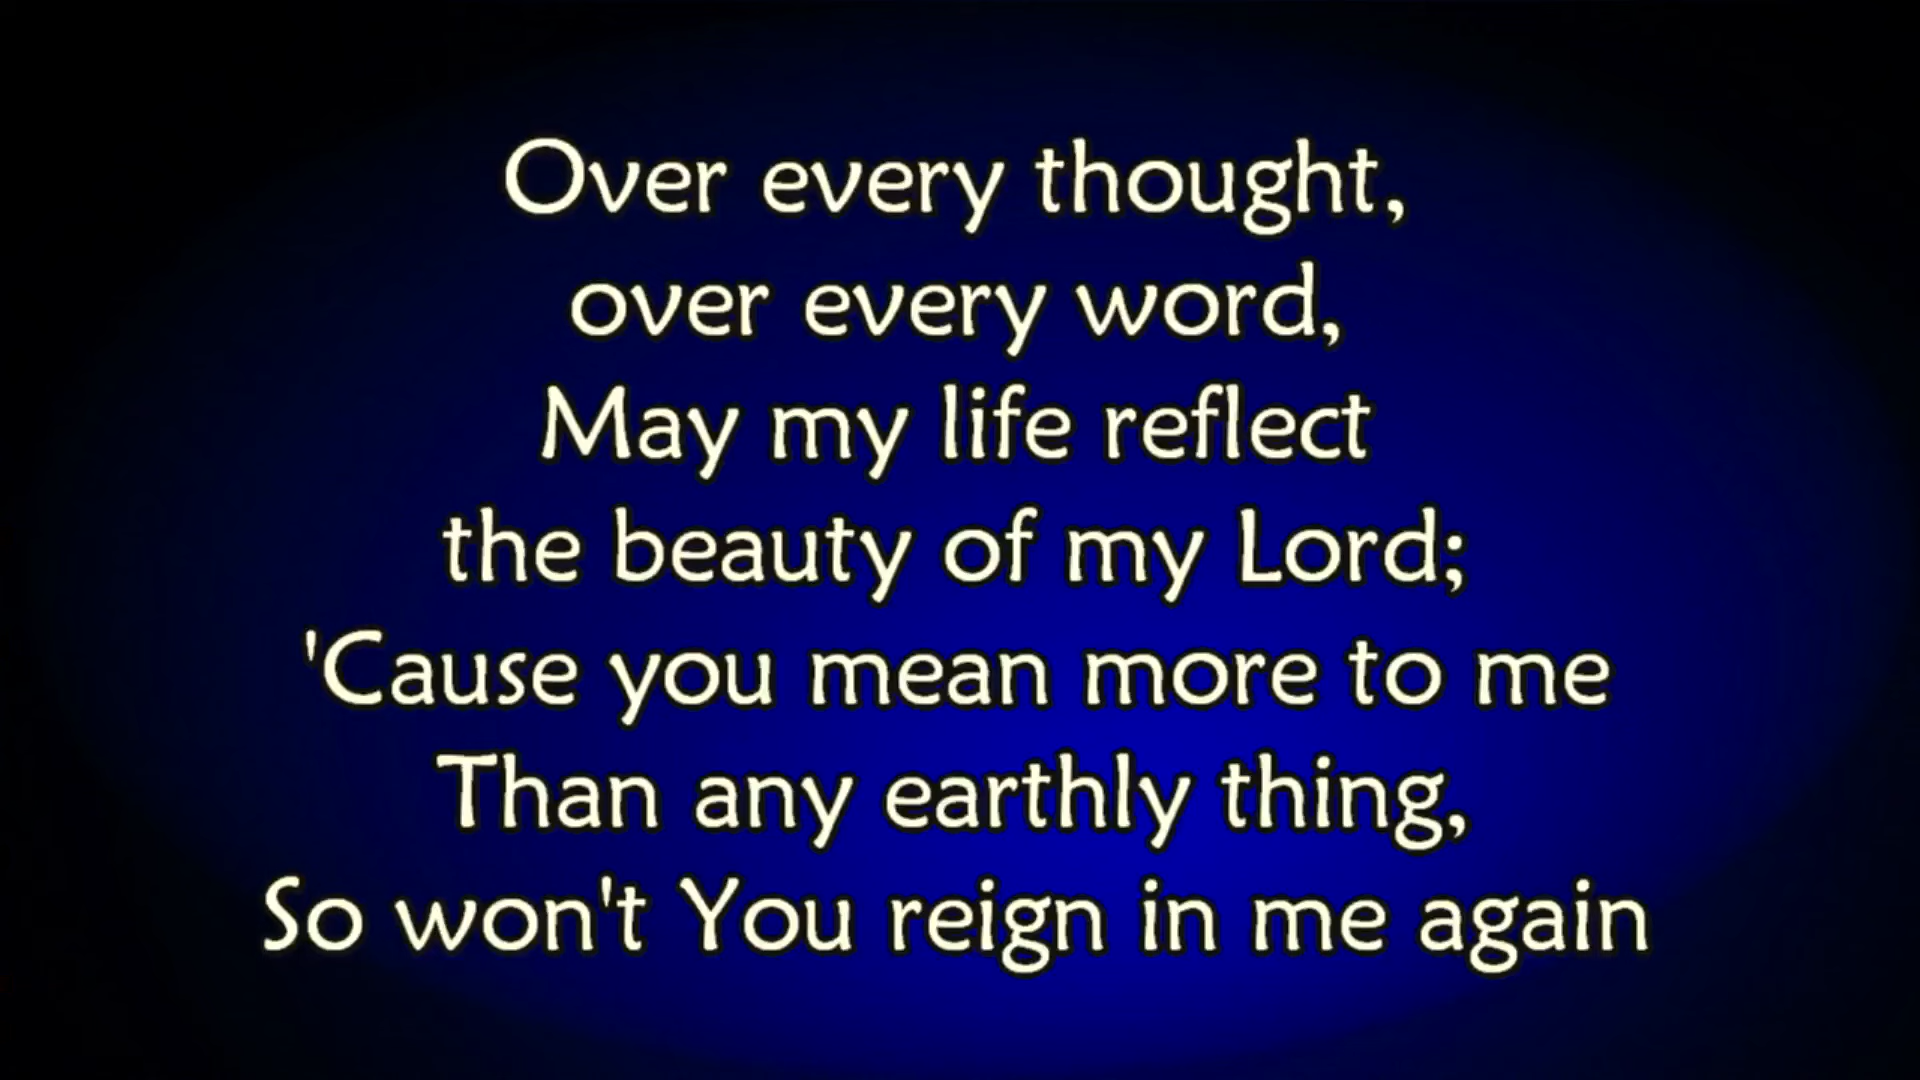 Over every thought,
over every word,
May my life reflect
the beauty of my Lord;
'Cause you mean more to me
Than any earthly thing,
So won't You reign in me again